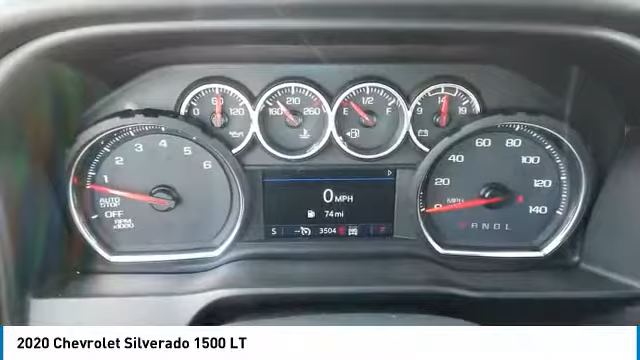 0 60 120
160 210 260
E 1/2 F
9 14 19
1 2 3 4 5 6
AUTO
STOP
OFF
RPM
x1000
0 MPH
74 mi
S -- 3504
0 20 40 60 80 100 120 140
MPH
2020 Chevrolet Silverado 1500 LT